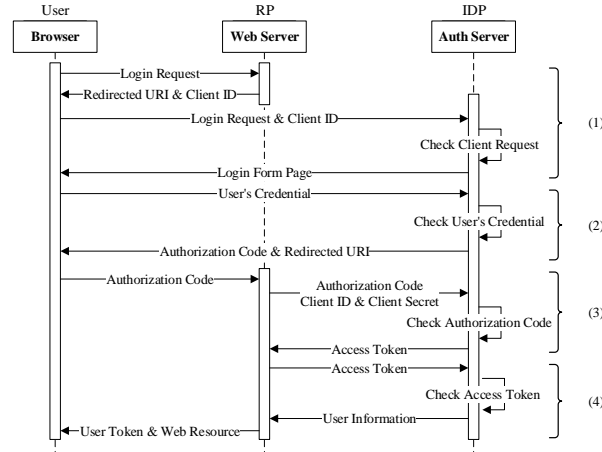 User RP IDP
Browser Web Server Auth Server
Login Request
Redirected URI & Client ID
Login Request & Client ID
(1)
Check Client Request
Login Form Page
User's Credential
Check User's Credential
(2)
Authorization Code & Redirected URI
Authorization Code
Authorization Code
Client ID & Client Secret
(3)
Check Authorization Code
Access Token
Access Token
Check Access Token
(4)
User Information
User Token & Web Resource